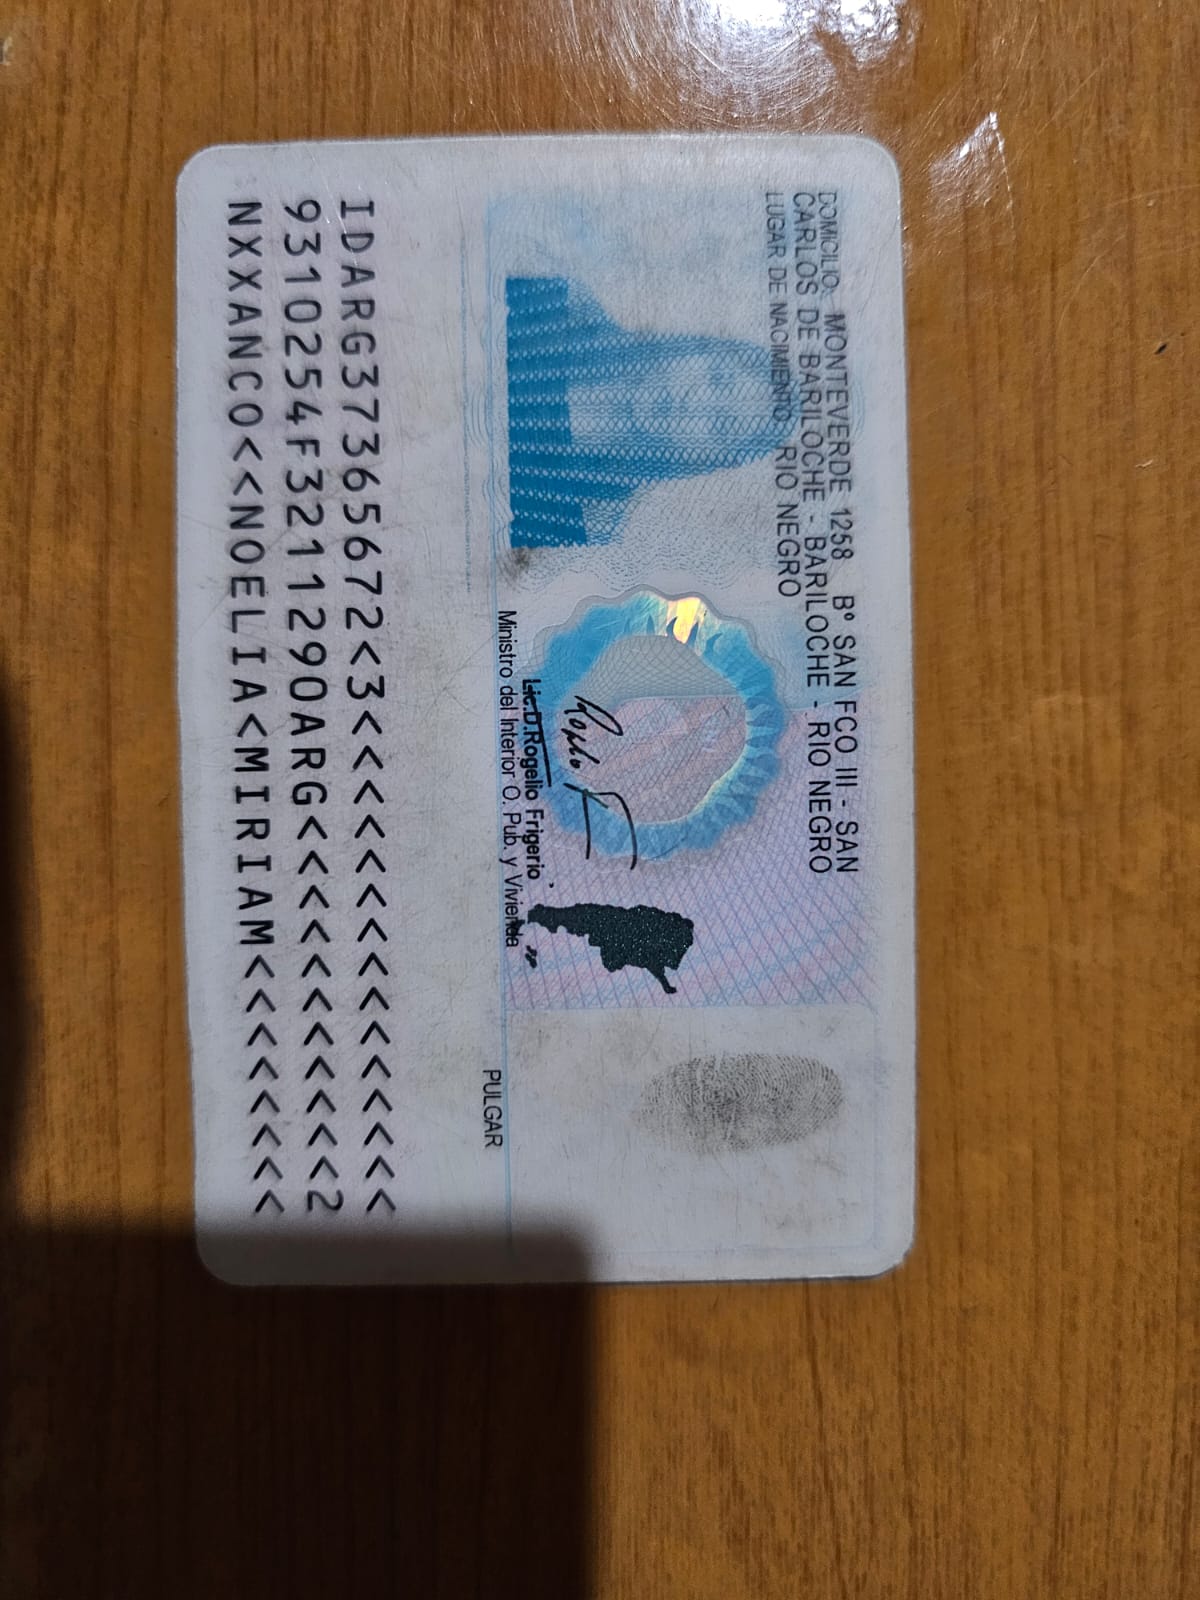 DOMICILIO: MONTEVERDE 1258 Bº SAN FCO III - SAN
CARLOS DE BARILOCHE - BARILOCHE - RIO NEGRO
LUGAR DE NACIMIENTO: RIO NEGRO
Lic.D.Rogelio Frigerio
Ministro del Interior O. Pub. y Vivienda
PULGAR
IDARG37365672<3<<<<<<<<<<<<<<<
9310254F3211290ARG<<<<<<<<<<<2
NXXANCO<<NOELIA<MIRIAM<<<<<<<<